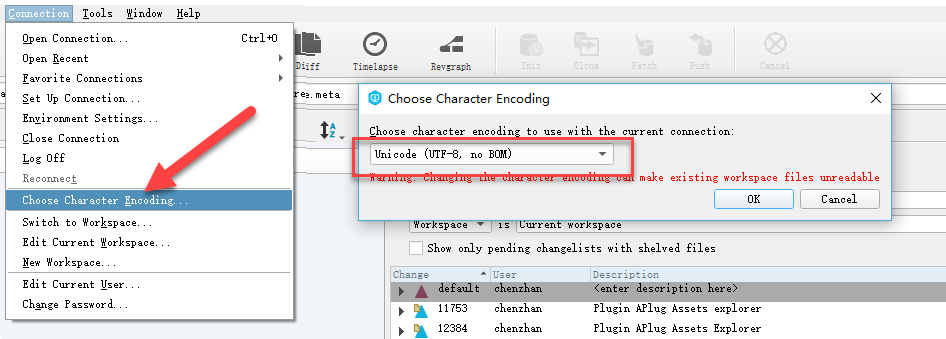 Connection Tools Window Help
Open Connection... Ctrl+O
Open Recent
Favorite Connections
Set Up Connection...
Environment Settings...
Close Connection
Log Off
Reconnect
Choose Character Encoding...
Switch to Workspace...
Edit Current Workspace...
New Workspace...
Edit Current User...
Change Password...
Diff Timelapse Revgraph Init Clone Fetch Push Cancel
re.meta
Choose Character Encoding
Choose character encoding to use with the current connection:
Unicode (UTF-8, no BOM)
Warning: Changing the character encoding can make existing workspace files unreadable
OK Cancel
Workspace is Current workspace
Show only pending changelists with shelved files
Change User Description
default chenzhan <enter description here>
11753 chenzhan Plugin APlug Assets explorer
12384 chenzhan Plugin APlug Assets Explorer